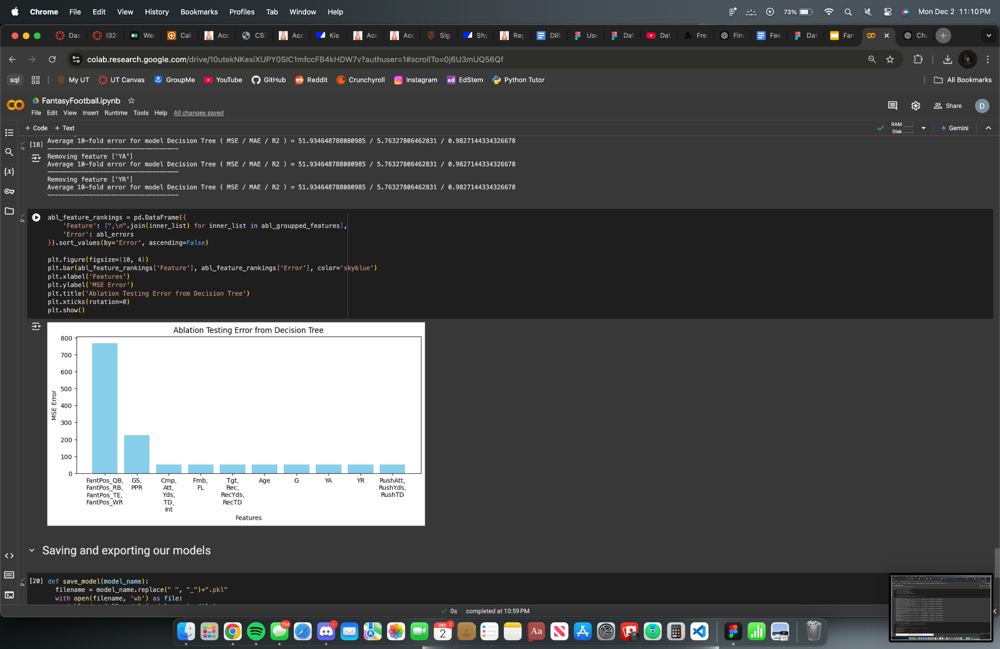 Chrome File Edit View History Bookmarks Profiles Tab Window Help 73% Mon Dec 2 11:10 PM
Das I32 We Cal Acc CS: Acc Kia Acc Acc Sig Shy Reg Dill Use Dat Dat Fre Fin Fee Dat Fan Cha
colab.research.google.com/drive/10utekNKesiXUPY0SlC1mfccFB4kHDW7v?authuser=1#scrollTo=0j6U3mUQ56Qf
sql My UT UT Canvas GroupMe YouTube GitHub Reddit Crunchyroll Instagram ed EdStem Python Tutor All Bookmarks
FantasyFootball.ipynb
File Edit View Insert Runtime Tools Help All changes saved Share D
+ Code + Text RAM Disk Gemini
[18] Average 10-fold error for model Decision Tree ( MSE / MAE / R2 ) = 51.934648788080985 / 5.76327806462831 / 0.9827144334326678
1s
-----------------------------------
Removing feature ['YA']
Average 10-fold error for model Decision Tree ( MSE / MAE / R2 ) = 51.934648788080985 / 5.76327806462831 / 0.9827144334326678
-----------------------------------
Removing feature ['YR']
Average 10-fold error for model Decision Tree ( MSE / MAE / R2 ) = 51.934648788080985 / 5.76327806462831 / 0.9827144334326678
-----------------------------------
0s
abl_feature_rankings = pd.DataFrame({
'Feature': [",\n".join(inner_list) for inner_list in abl_groupped_features],
'Error': abl_errors
}).sort_values(by='Error', ascending=False)
plt.figure(figsize=(10, 4))
plt.bar(abl_feature_rankings['Feature'], abl_feature_rankings['Error'], color='skyblue')
plt.xlabel('Features')
plt.ylabel('MSE Error')
plt.title('Ablation Testing Error from Decision Tree')
plt.xticks(rotation=0)
plt.show()
Ablation Testing Error from Decision Tree
MSE Error
800
700
600
500
400
300
200
100
0
FantPos_QB,
FantPos_RB,
FantPos_TE,
FantPos_WR
GS,
PPR
Cmp,
Att,
Yds,
TD,
Int
Fmb,
FL
Tgt,
Rec,
RecYds,
RecTD
Age
G
YA
YR
RushAtt,
RushYds,
RushTD
Features
Saving and exporting our models
[20] def save_model(model_name):
0s
filename = model_name.replace(" ", "_")+".pkl"
with open(filename, 'wb') as file:
0s completed at 10:59 PM
734
DEC 2
2
Aa